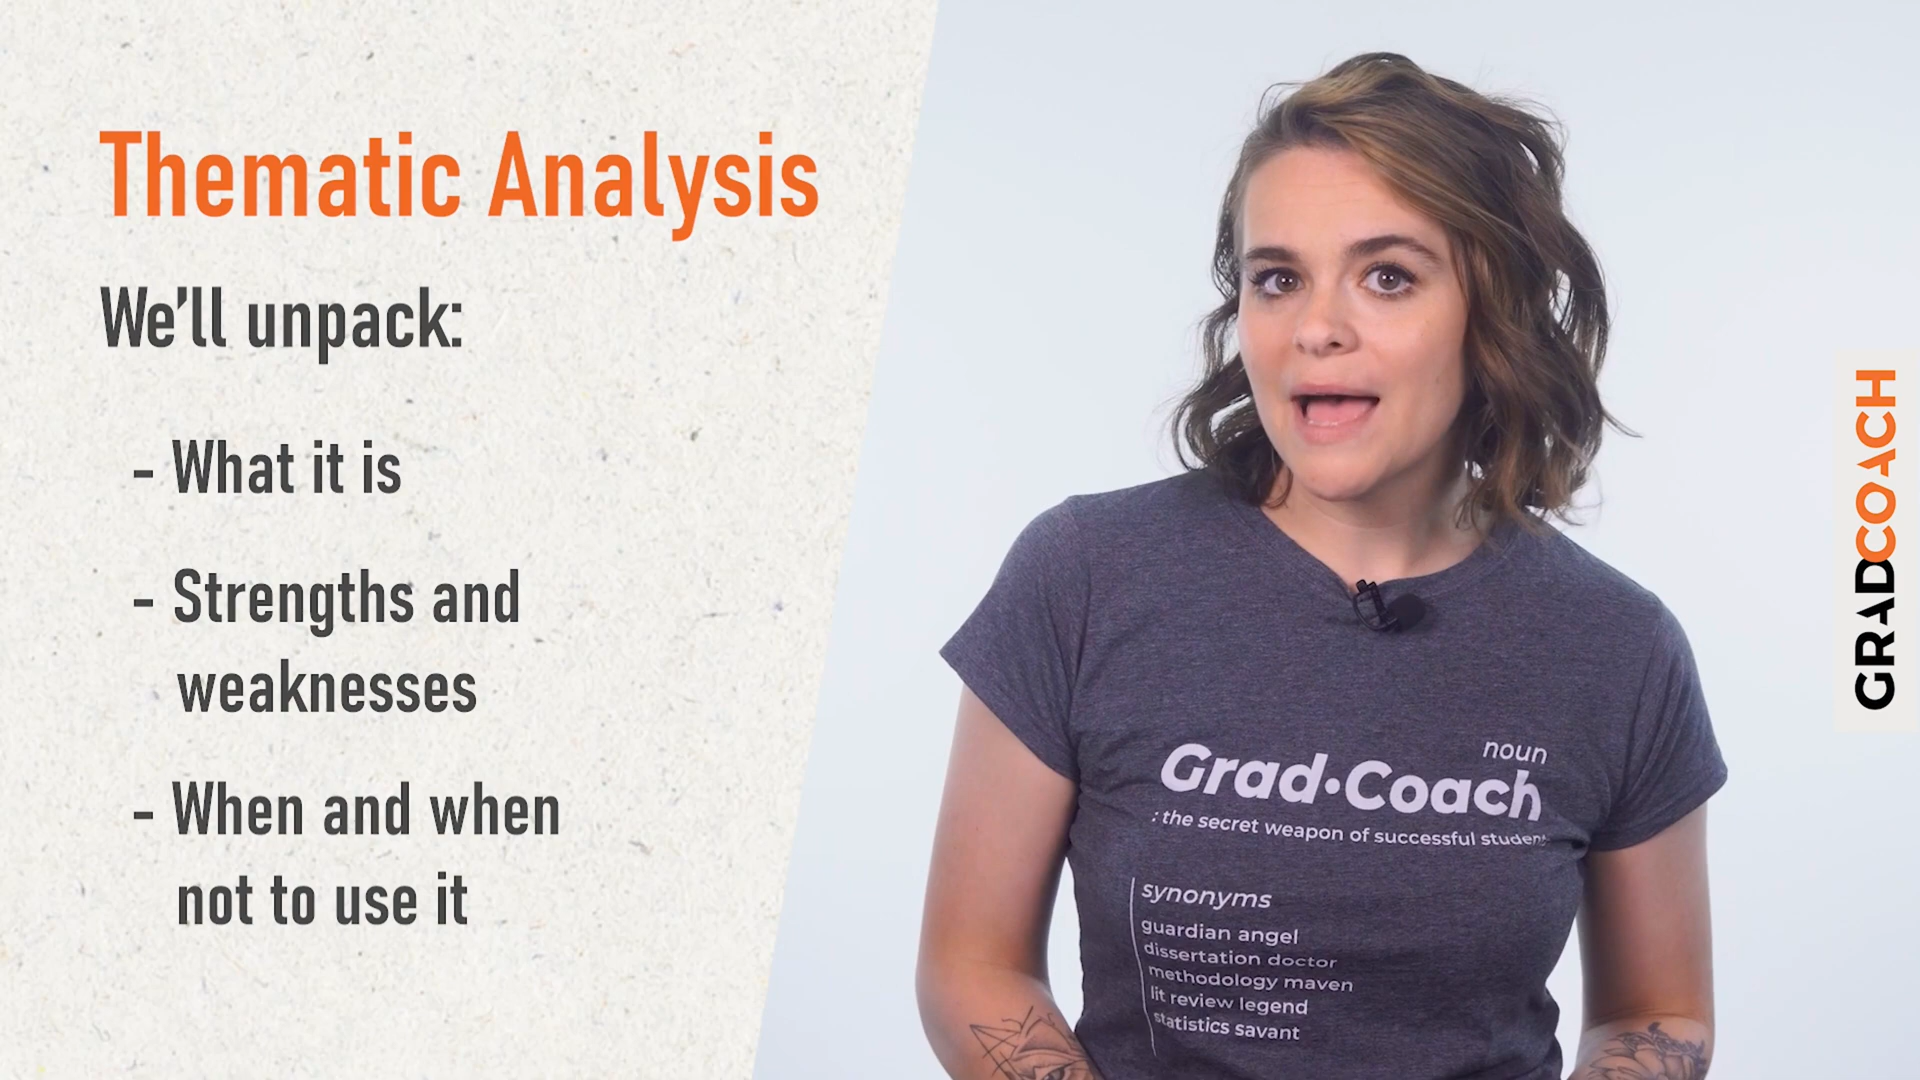 Thematic Analysis
We'll unpack:
- What it is
- Strengths and
weaknesses
- When and when
not to use it
noun
Grad•Coach
: the secret weapon of successful student
synonyms
guardian angel
dissertation doctor
methodology maven
lit review legend
statistics savant
GRADCOACH